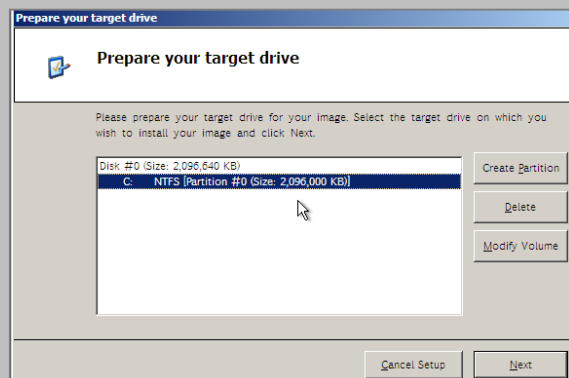 Prepare your target drive
Prepare your target drive
Please prepare your target drive for your image. Select the target drive on which you
wish to install your image and click Next.
Disk #0 (Size: 2,096,640 KB)
C: NTFS [Partition #0 (Size: 2,096,000 KB)]
Create Partition
Delete
Modify Volume
Cancel Setup
Next